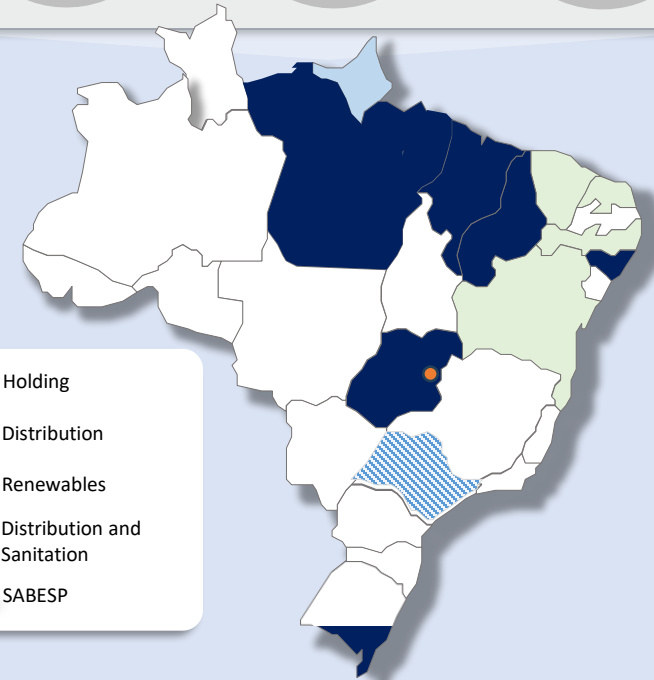 Holding
Distribution
Renewables
Distribution and
Sanitation
SABESP